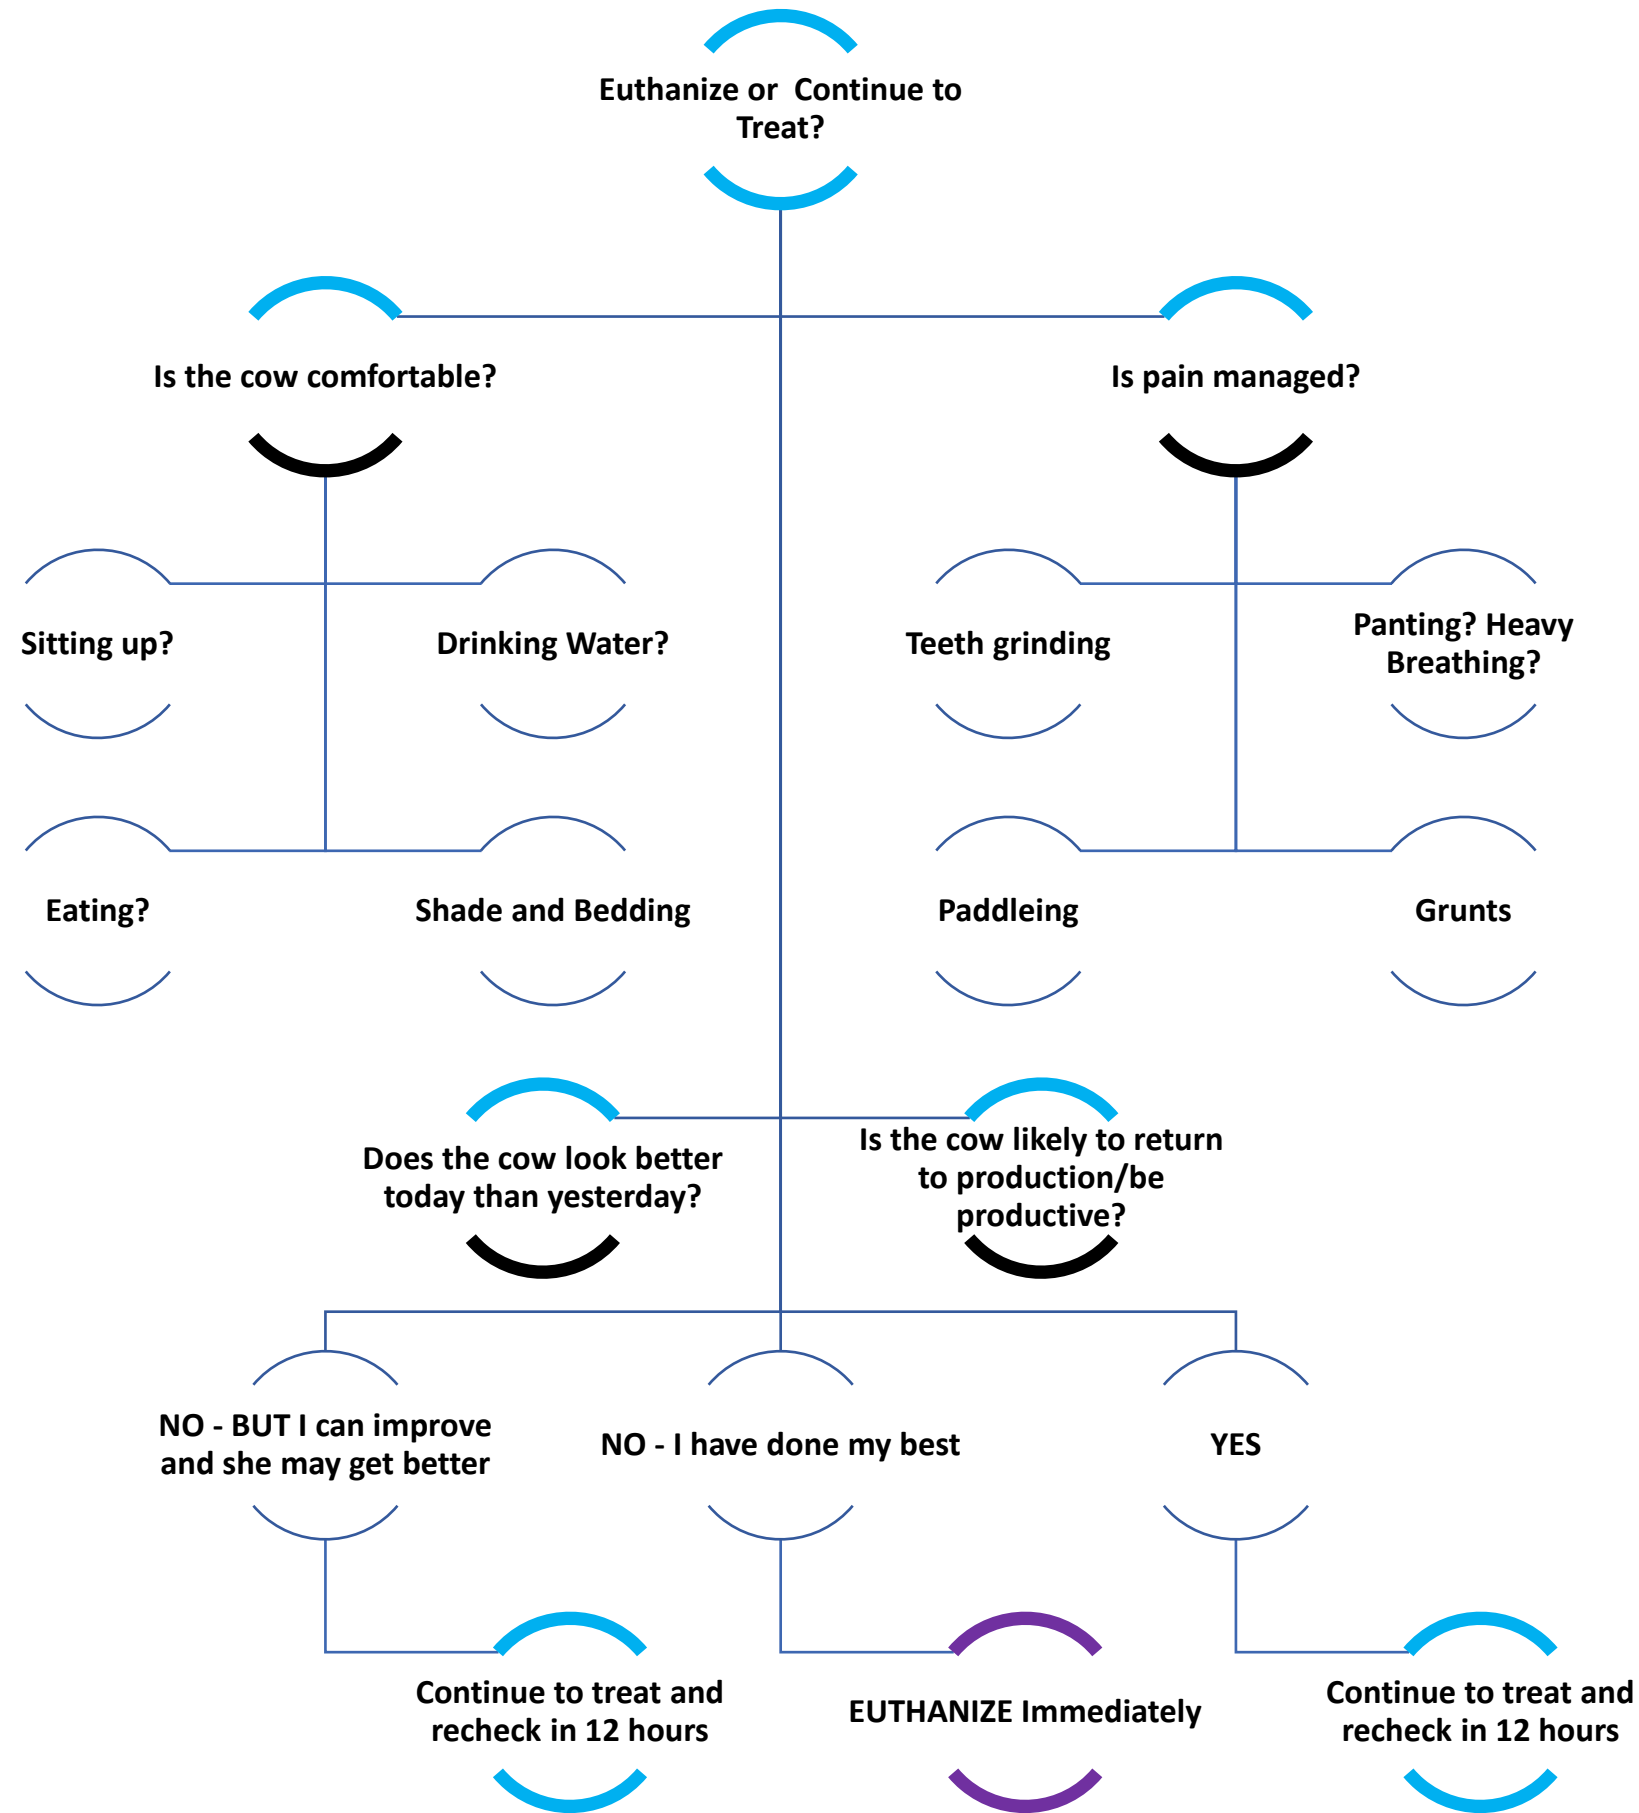 Euthanize or  Continue to
Treat?
Is the cow comfortable?
Is pain managed?
Sitting up?
Drinking Water?
Teeth grinding
Panting? Heavy
Breathing?
Eating?
Shade and Bedding
Paddleing
Grunts
Does the cow look better
today than yesterday?
Is the cow likely to return
to production/be
productive?
NO - BUT I can improve
and she may get better
NO - I have done my best
YES
Continue to treat and
recheck in 12 hours
EUTHANIZE Immediately
Continue to treat and
recheck in 12 hours